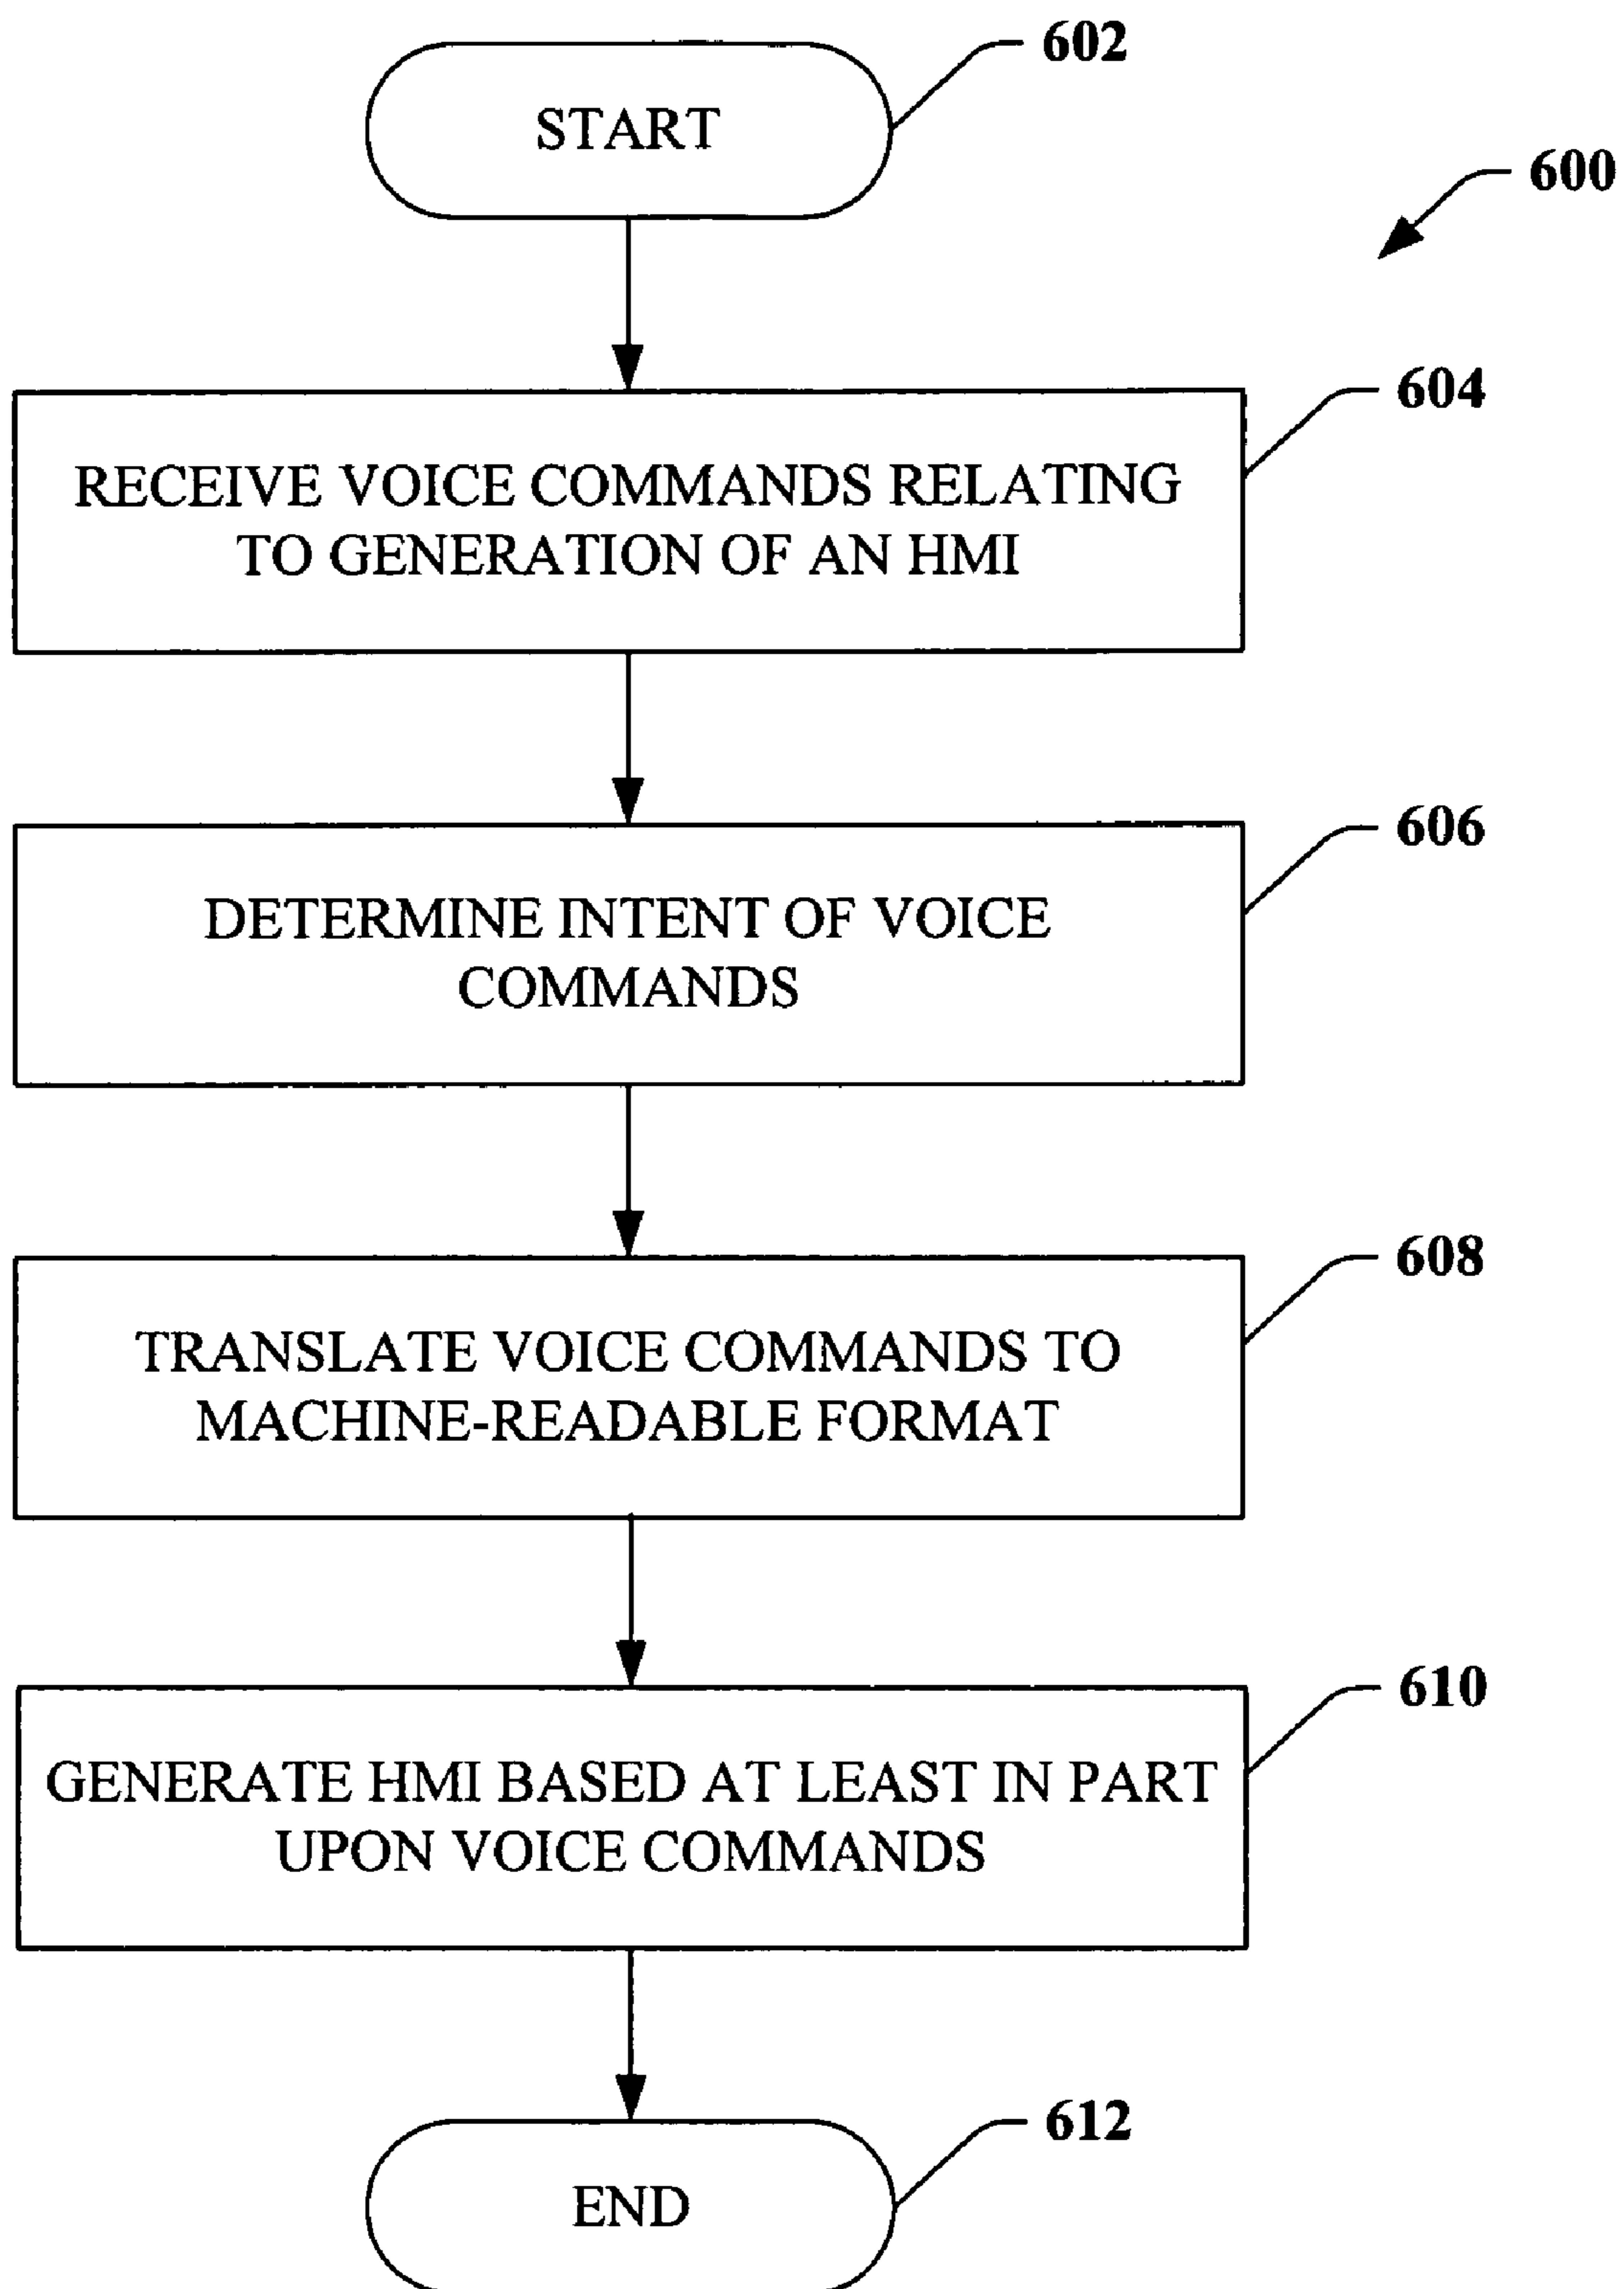 602
START
600
604
RECEIVE VOICE COMMANDS RELATING
TO GENERATION OF AN HMI
606
DETERMINE INTENT OF VOICE
COMMANDS
608
TRANSLATE VOICE COMMANDS TO
MACHINE-READABLE FORMAT
610
GENERATE HMI BASED AT LEAST IN PART
UPON VOICE COMMANDS
612
END